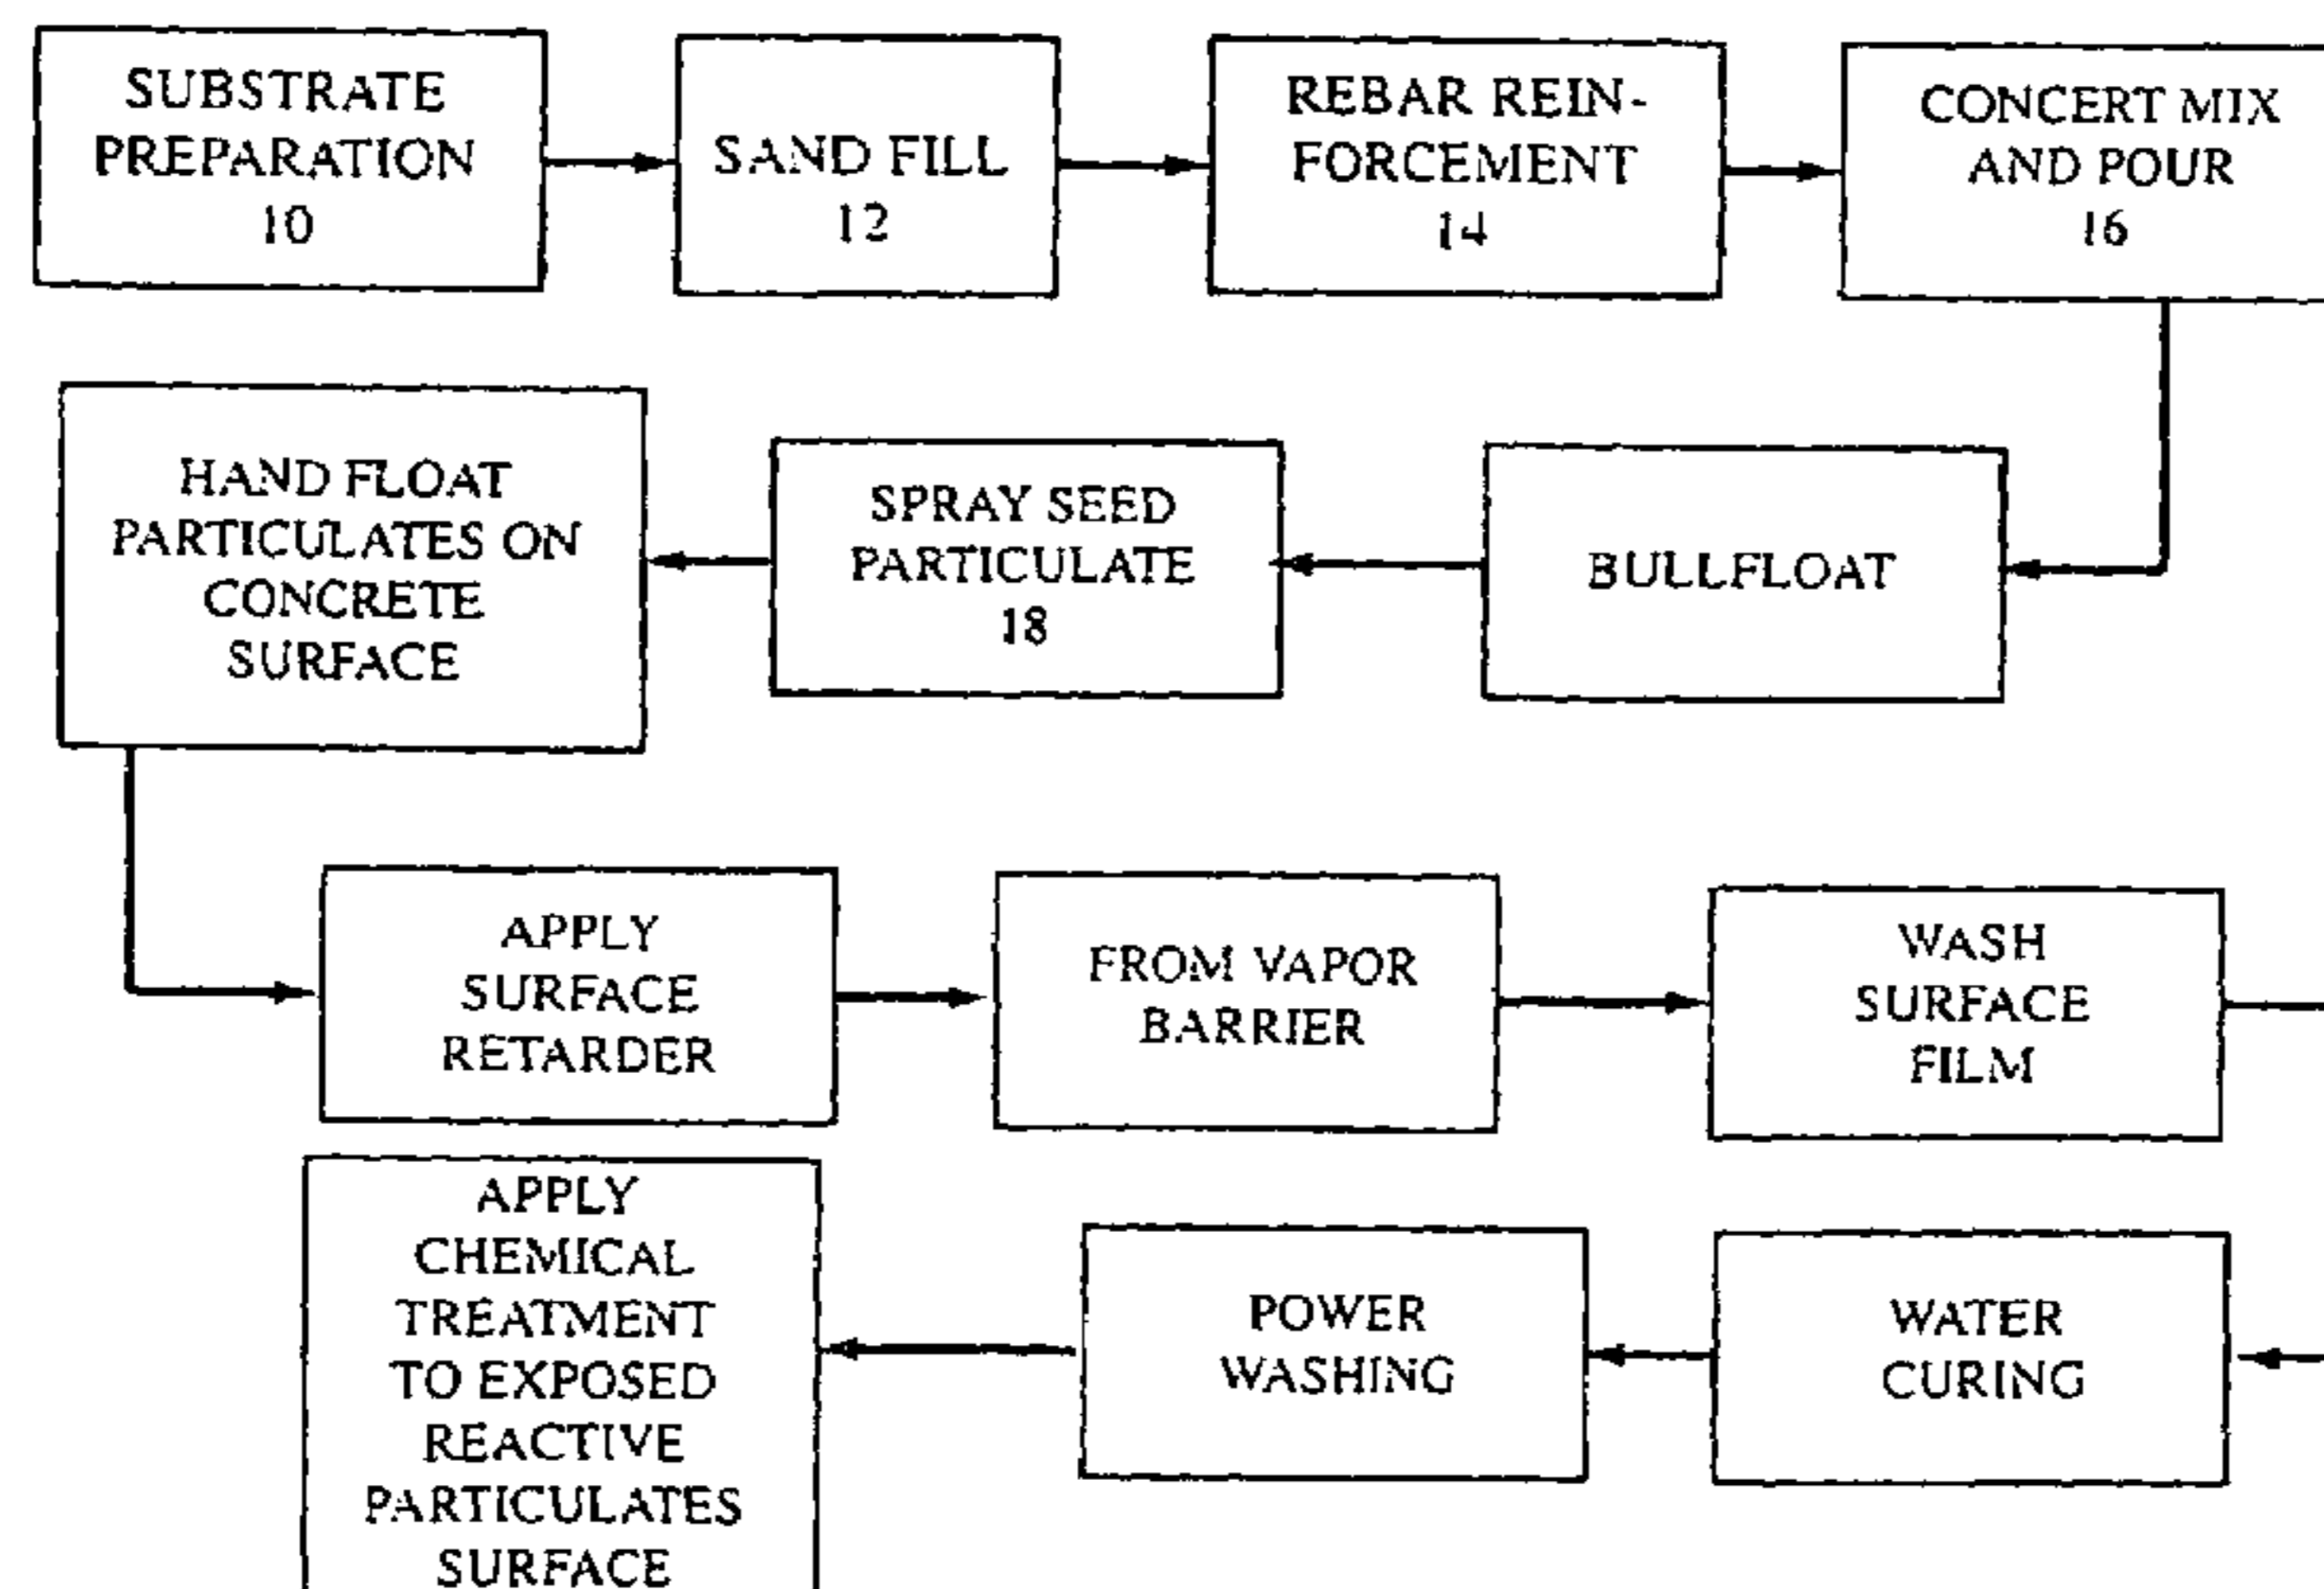 SUBSTRATE
PREPARATION
10
SAND FILL
12
REBAR REIN-
FORCEMENT
14
CONCERT MIX
AND POUR
16
BULLFLOAT
SPRAY SEED
PARTICULATE
18
HAND FLOAT
PARTICULATES ON
CONCRETE
SURFACE
APPLY
SURFACE
RETARDER
FROM VAPOR
BARRIER
WASH
SURFACE
FILM
WATER
CURING
POWER
WASHING
APPLY
CHEMICAL
TREATMENT
TO EXPOSED
REACTIVE
PARTICULATES
SURFACE